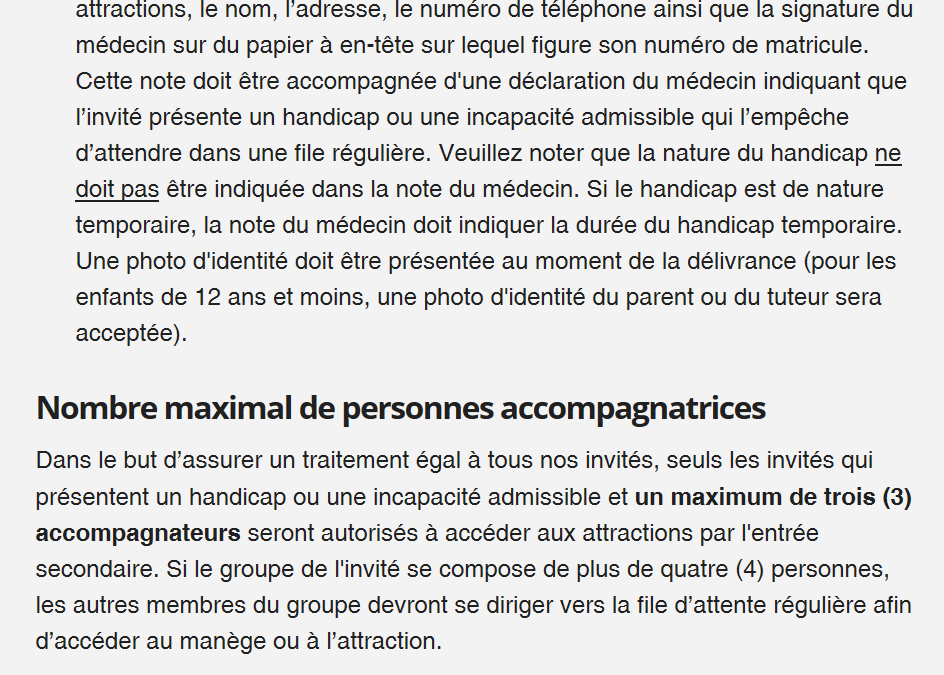 attractions, le nom, l’adresse, le numéro de téléphone ainsi que la signature du
médecin sur du papier à en-tête sur lequel figure son numéro de matricule.
Cette note doit être accompagnée d'une déclaration du médecin indiquant que
l’invité présente un handicap ou une incapacité admissible qui l’empêche
d’attendre dans une file régulière. Veuillez noter que la nature du handicap ne
doit pas être indiquée dans la note du médecin. Si le handicap est de nature
temporaire, la note du médecin doit indiquer la durée du handicap temporaire.
Une photo d'identité doit être présentée au moment de la délivrance (pour les
enfants de 12 ans et moins, une photo d'identité du parent ou du tuteur sera
acceptée).
Nombre maximal de personnes accompagnatrices
Dans le but d’assurer un traitement égal à tous nos invités, seuls les invités qui
présentent un handicap ou une incapacité admissible et un maximum de trois (3)
accompagnateurs seront autorisés à accéder aux attractions par l'entrée
secondaire. Si le groupe de l'invité se compose de plus de quatre (4) personnes,
les autres membres du groupe devront se diriger vers la file d’attente régulière afin
d’accéder au manège ou à l’attraction.